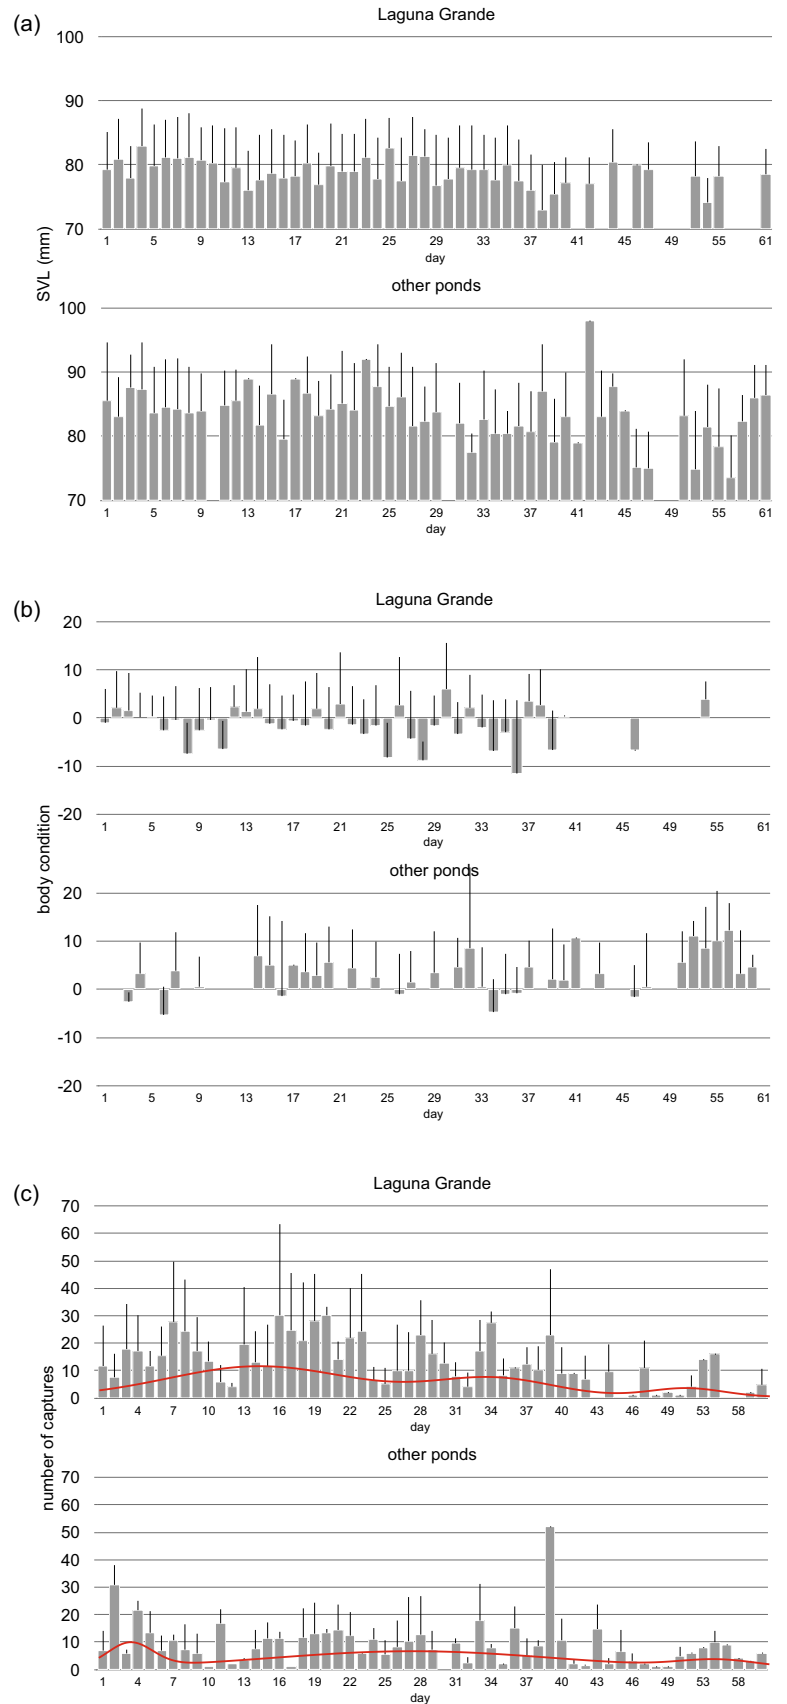 (a)
Laguna Grande
100
90
80
70
1 5 9 13 17 21 25 29 33 37 41 45 49 55 61
day
SVL (mm)
other ponds
100
90
80
70
1 5 9 13 17 21 25 29 33 37 41 45 49 55 61
day
(b)
Laguna Grande
20
10
0
-10
-20
1 5 9 13 17 21 25 29 33 37 41 45 49 55 61
day
body condition
other ponds
20
10
0
-10
-20
1 5 9 13 17 21 25 29 33 37 41 45 49 55 61
day
(c)
Laguna Grande
70
60
50
40
30
20
10
0
1 4 7 10 13 16 19 22 25 28 31 34 37 40 43 46 49 53 58
day
number of captures
other ponds
70
60
50
40
30
20
10
0
1 4 7 10 13 16 19 22 25 28 31 34 37 40 43 46 49 53 58
day